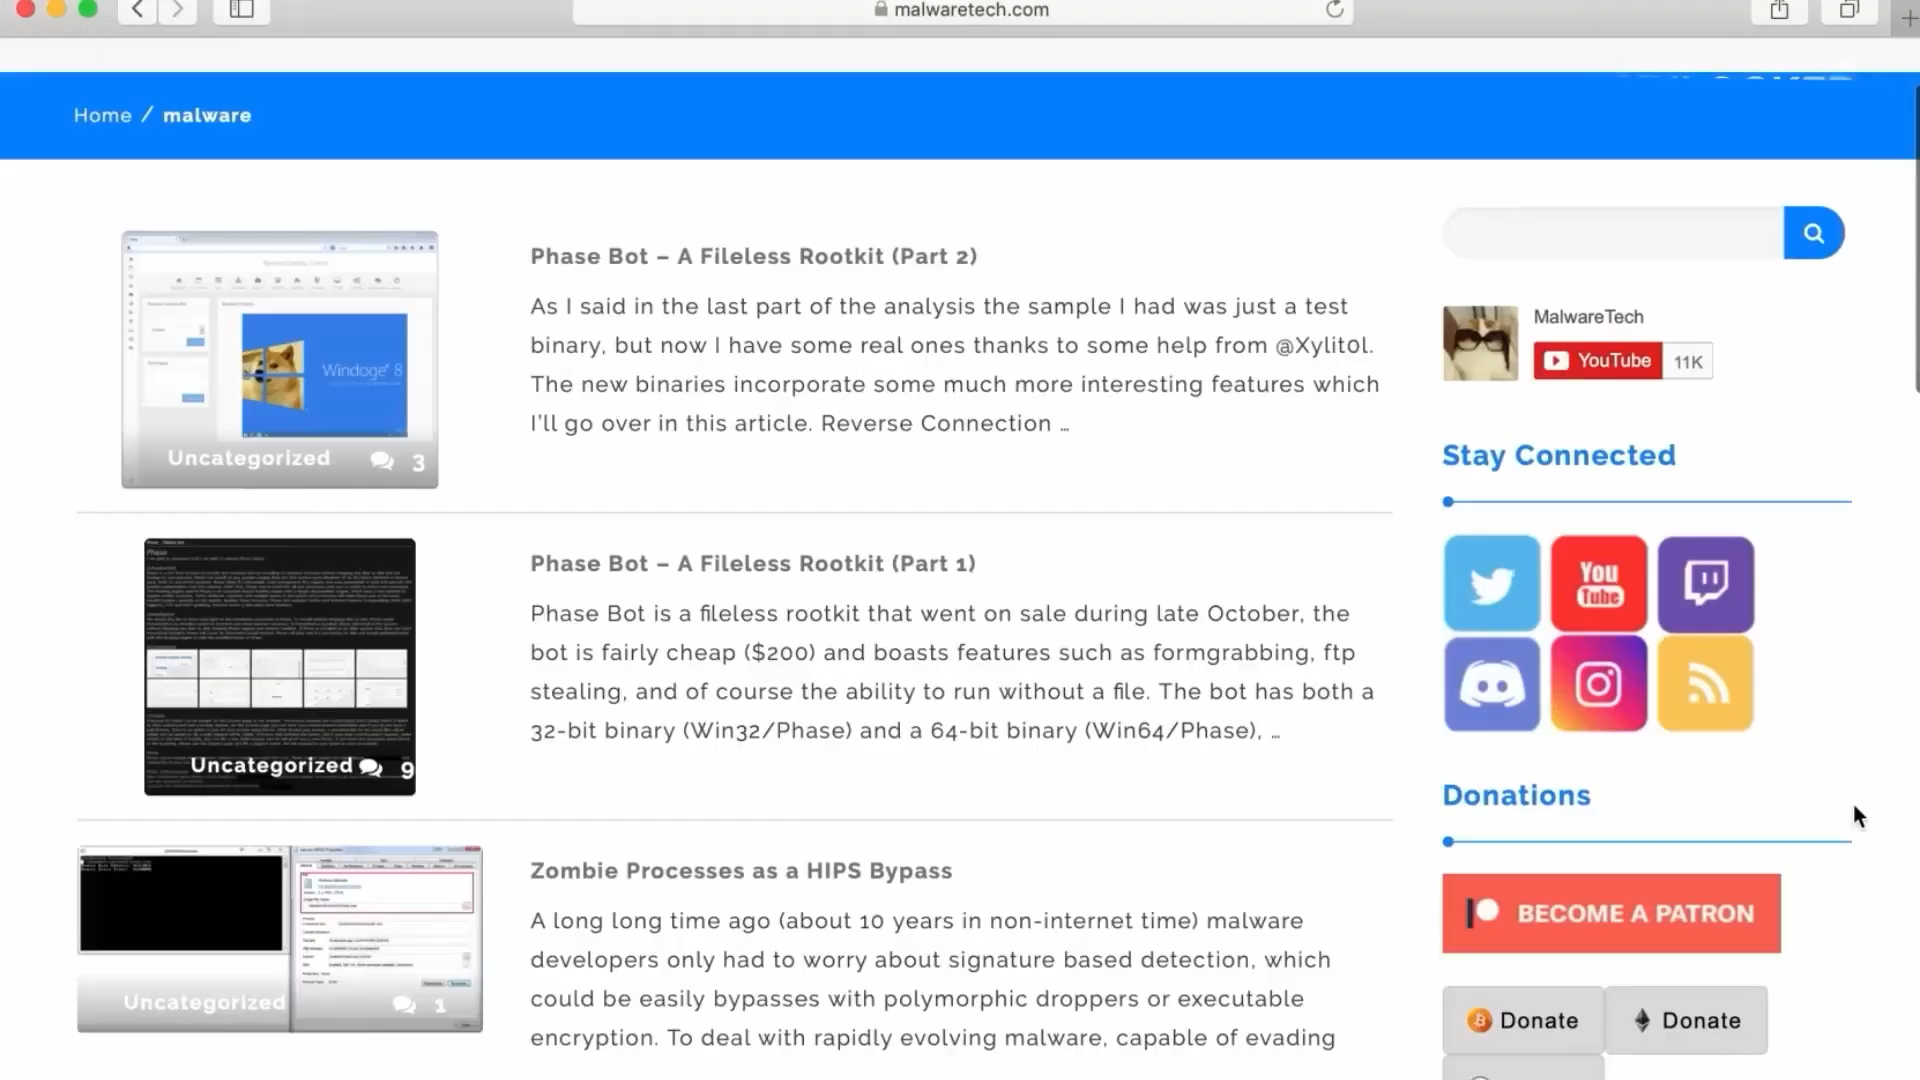 malwaretech.com
Home / malware
Phase Bot – A Fileless Rootkit (Part 2)
As I said in the last part of the analysis the sample I had was just a test
binary, but now I have some real ones thanks to some help from @Xylit0l.
The new binaries incorporate some much more interesting features which
I'll go over in this article. Reverse Connection …
Windoge® 8
Uncategorized 3
Phase Bot – A Fileless Rootkit (Part 1)
Phase Bot is a fileless rootkit that went on sale during late October, the
bot is fairly cheap ($200) and boasts features such as formgrabbing, ftp
stealing, and of course the ability to run without a file. The bot has both a
32-bit binary (Win32/Phase) and a 64-bit binary (Win64/Phase), …
Phase
Uncategorized 9
Zombie Processes as a HIPS Bypass
A long long time ago (about 10 years in non-internet time) malware
developers only had to worry about signature based detection, which
could be easily bypasses with polymorphic droppers or executable
encryption. To deal with rapidly evolving malware, capable of evading
Uncategorized 1
MalwareTech
YouTube 11K
Stay Connected
You
Tube
Donations
BECOME A PATRON
Donate
Donate